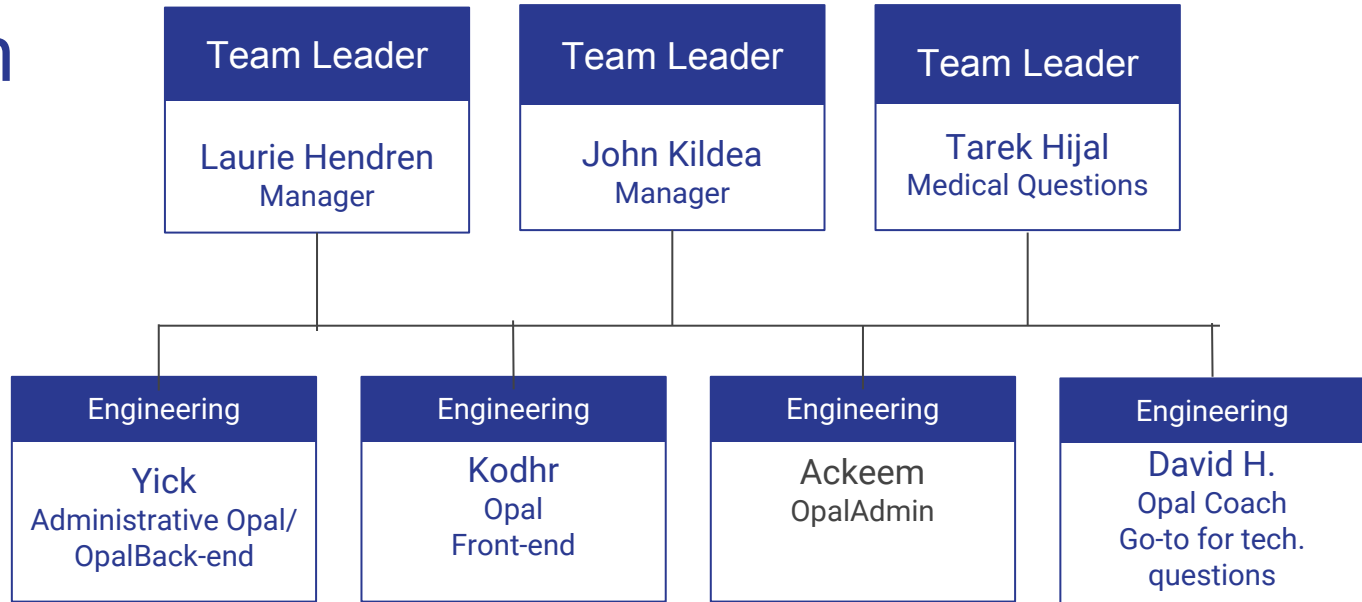 Team Leader
Laurie Hendren
Manager
Team Leader
John Kildea
Manager
Team Leader
Tarek Hijal
Medical Questions
Engineering
Yick
Administrative Opal/
OpalBack-end
Engineering
Kodhr
Opal
Front-end
Engineering
Ackeem
OpalAdmin
Engineering
David H.
Opal Coach
Go-to for tech.
questions